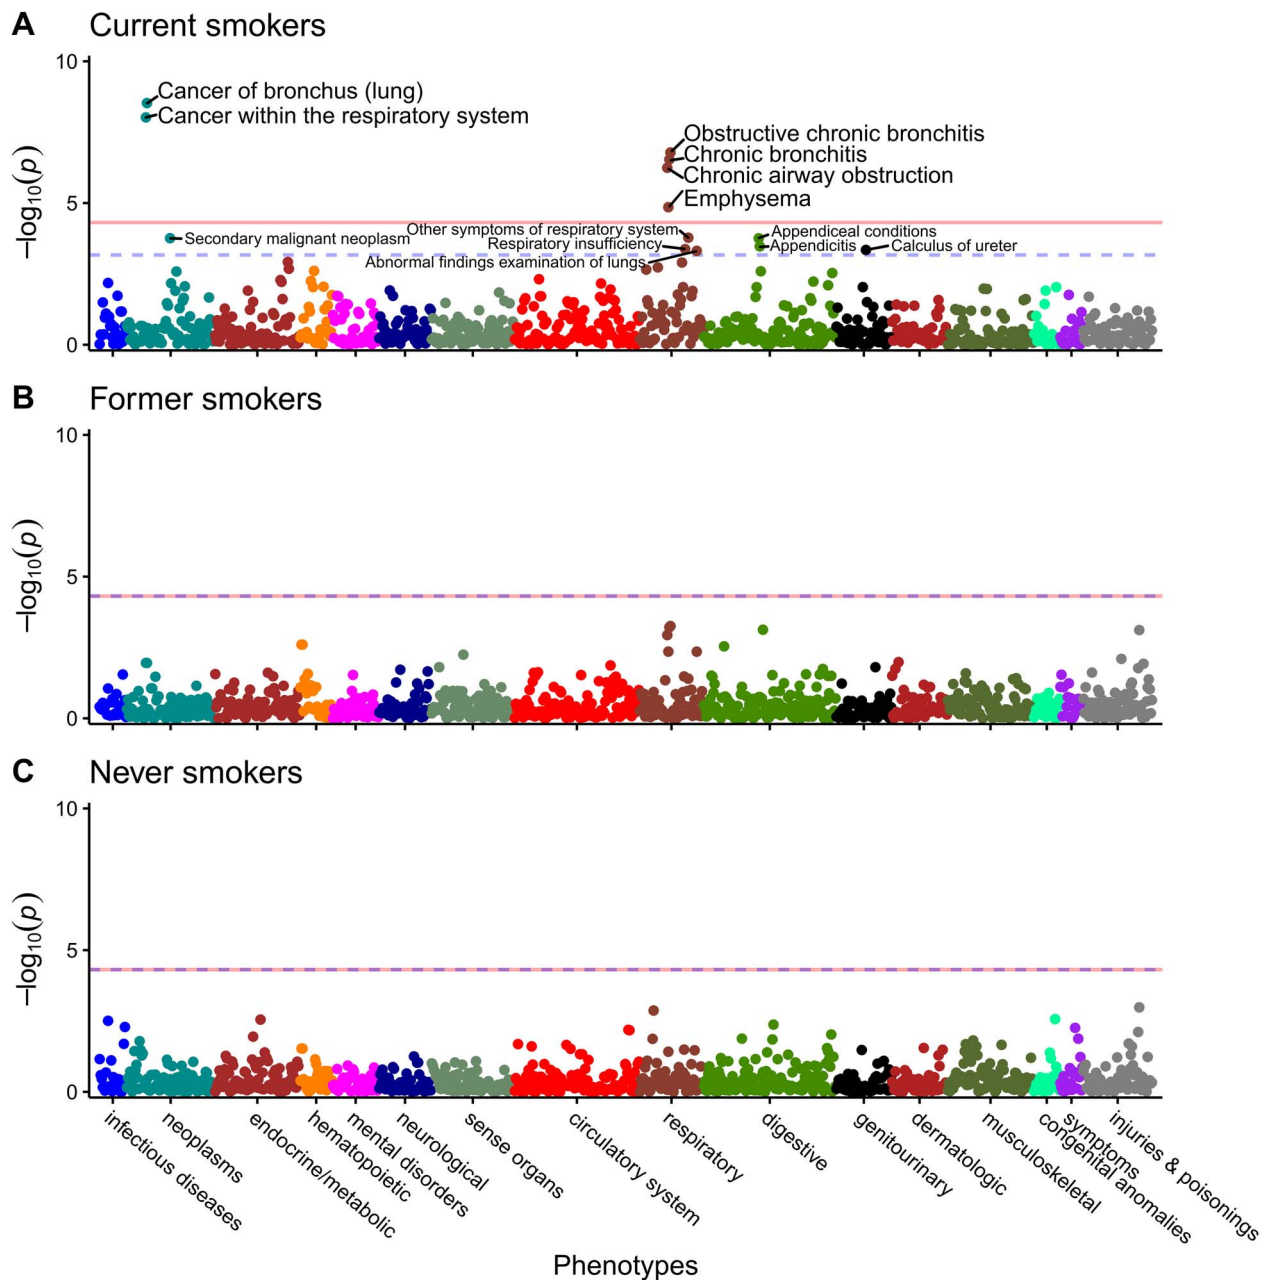 A Current smokers
10
Cancer of bronchus (lung)
Cancer within the respiratory system
Obstructive chronic bronchitis
Chronic bronchitis
Chronic airway obstruction
Emphysema
5
−log₁₀(p)
Other symptoms of respiratory system
Appendiceal conditions
Secondary malignant neoplasm
Respiratory insufficiency
Appendicitis
Calculus of ureter
Abnormal findings examination of lungs
0
B Former smokers
10
5
−log₁₀(p)
0
C Never smokers
10
5
−log₁₀(p)
0
infectious diseases
neoplasms
endocrine/metabolic
hematopoietic
mental disorders
neurological
sense organs
circulatory system
respiratory
digestive
genitourinary
dermatologic
musculoskeletal
congenital anomalies
symptoms
injuries & poisonings
Phenotypes